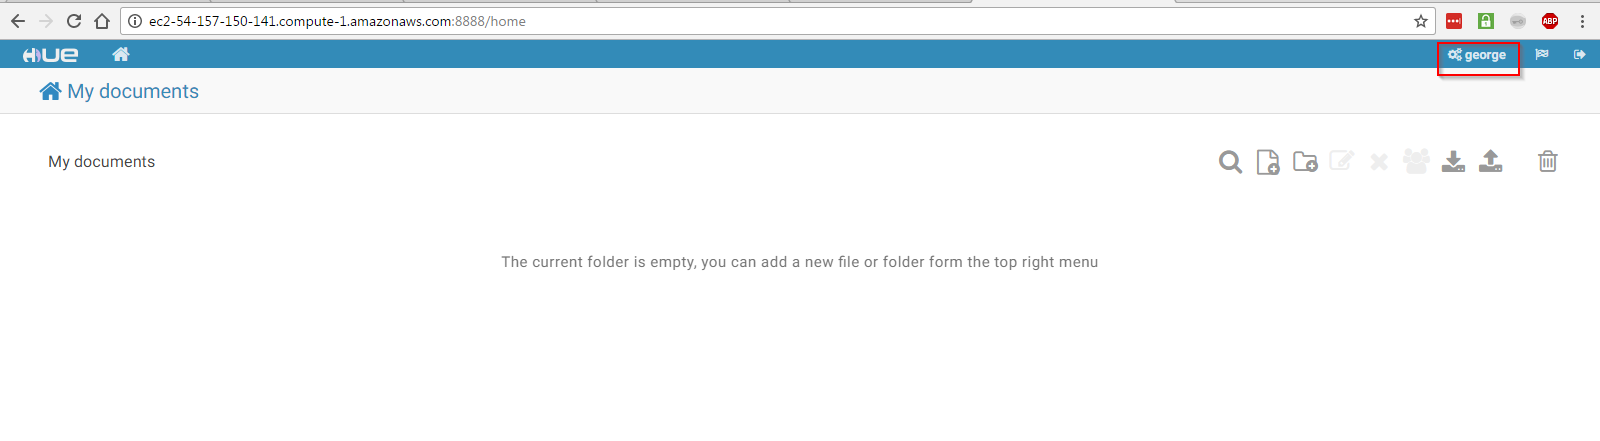 ec2-54-157-150-141.compute-1.amazonaws.com:8888/home
HUE
george
My documents
My documents
The current folder is empty, you can add a new file or folder form the top right menu
ABP